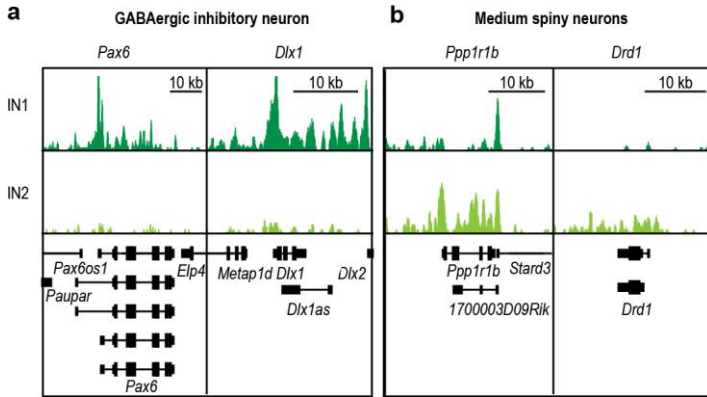 a GABAergic inhibitory neuron
b Medium spiny neurons
Pax6 Dlx1 Ppp1r1b Drd1
10 kb 10 kb 10 kb 10 kb
IN1
IN2
Pax6os1 Elp4 Metap1d Dlx1 Dlx2 Ppp1r1b Stard3
Paupar Dlx1as 1700003D09Rik Drd1
Pax6